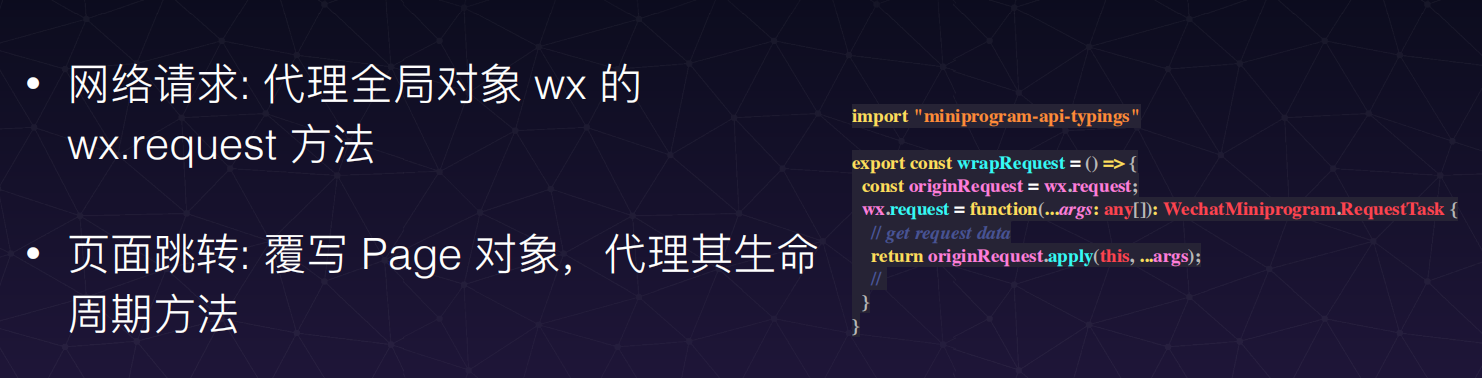 • 网络请求: 代理全局对象 wx 的
wx.request 方法
• 页面跳转: 覆写 Page 对象，代理其生命
周期方法
import "miniprogram-api-typings"
export const wrapRequest = () => {
const originRequest = wx.request;
wx.request = function(...args: any[]): WechatMiniprogram.RequestTask {
// get request data
return originRequest.apply(this, ...args);
//
}
}